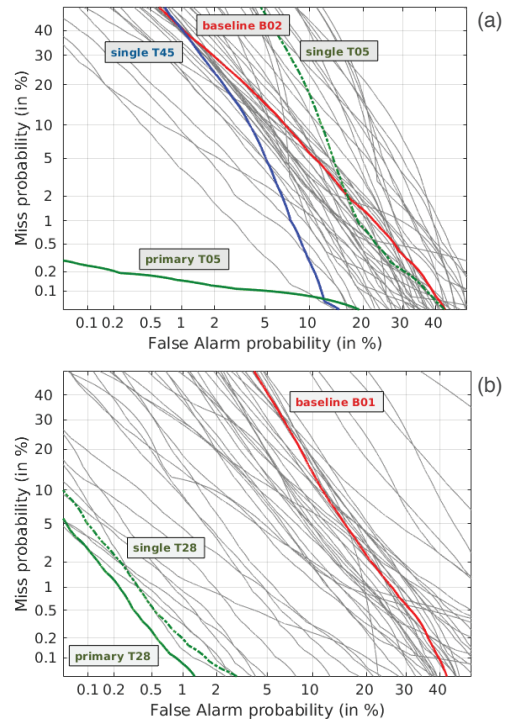 (a)
baseline B02
single T45
single T05
primary T05
Miss probability (in %)
40
30
20
10
5
2
1
0.5
0.2
0.1
0.1 0.2 0.5 1 2 5 10 20 30 40
False Alarm probability (in %)
(b)
baseline B01
single T28
primary T28
Miss probability (in %)
40
30
20
10
5
2
1
0.5
0.2
0.1
0.1 0.2 0.5 1 2 5 10 20 30 40
False Alarm probability (in %)